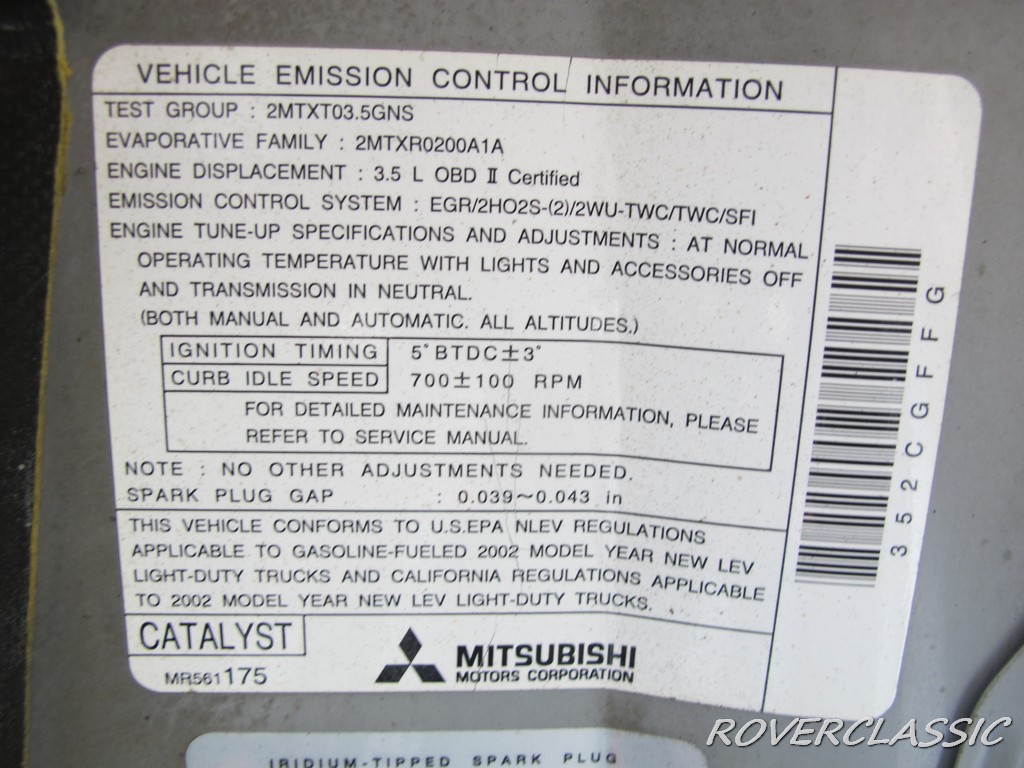 VEHICLE EMISSION CONTROL INFORMATION
TEST GROUP : 2MTXT03.5GNS
EVAPORATIVE FAMILY : 2MTXR0200A1A
ENGINE DISPLACEMENT : 3.5 L OBD Ⅱ Certified
EMISSION CONTROL SYSTEM : EGR/2HO2S-(2)/2WU-TWC/TWC/SFI
ENGINE TUNE-UP SPECIFICATIONS AND ADJUSTMENTS : AT NORMAL
OPERATING TEMPERATURE WITH LIGHTS AND ACCESSORIES OFF
AND TRANSMISSION IN NEUTRAL.
(BOTH MANUAL AND AUTOMATIC. ALL ALTITUDES.)
IGNITION TIMING 5°BTDC±3°
CURB IDLE SPEED 700±100 RPM
FOR DETAILED MAINTENANCE INFORMATION, PLEASE
REFER TO SERVICE MANUAL.
NOTE : NO OTHER ADJUSTMENTS NEEDED.
SPARK PLUG GAP : 0.039~0.043 in
THIS VEHICLE CONFORMS TO U.S.EPA NLEV REGULATIONS
APPLICABLE TO GASOLINE-FUELED 2002 MODEL YEAR NEW LEV
LIGHT-DUTY TRUCKS AND CALIFORNIA REGULATIONS APPLICABLE
TO 2002 MODEL YEAR NEW LEV LIGHT-DUTY TRUCKS.
CATALYST
MR561175
MITSUBISHI
MOTORS CORPORATION
352CGFFG
IRIDIUM-TIPPED SPARK PLUG
ROVERCLASSIC